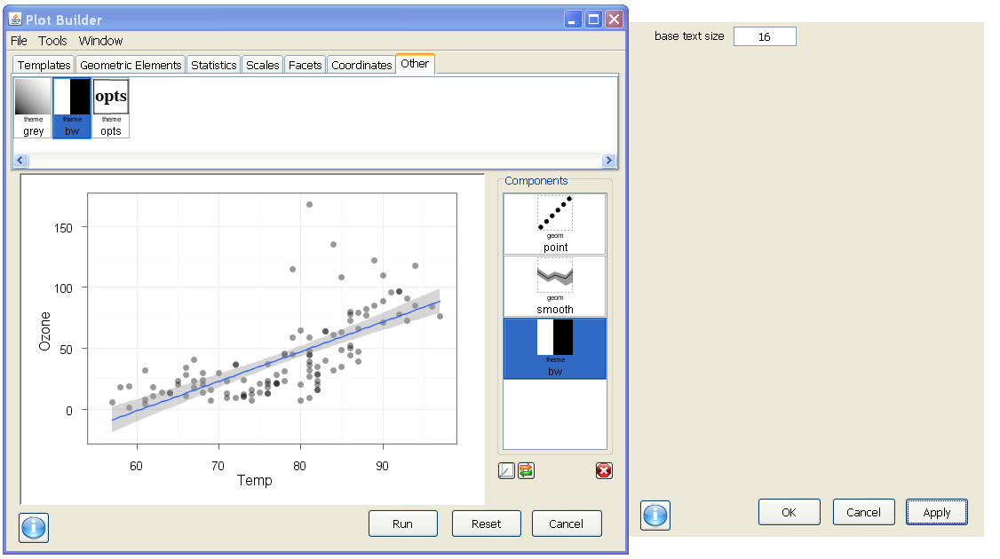 Plot Builder
File Tools Window
Templates Geometric Elements Statistics Scales Facets Coordinates Other
opts
theme theme theme
grey bw opts
Components
geom
point
geom
smooth
theme
bw
150
100
50
0
Ozone
60 70 80 90
Temp
Run Reset Cancel
base text size 16
OK Cancel Apply